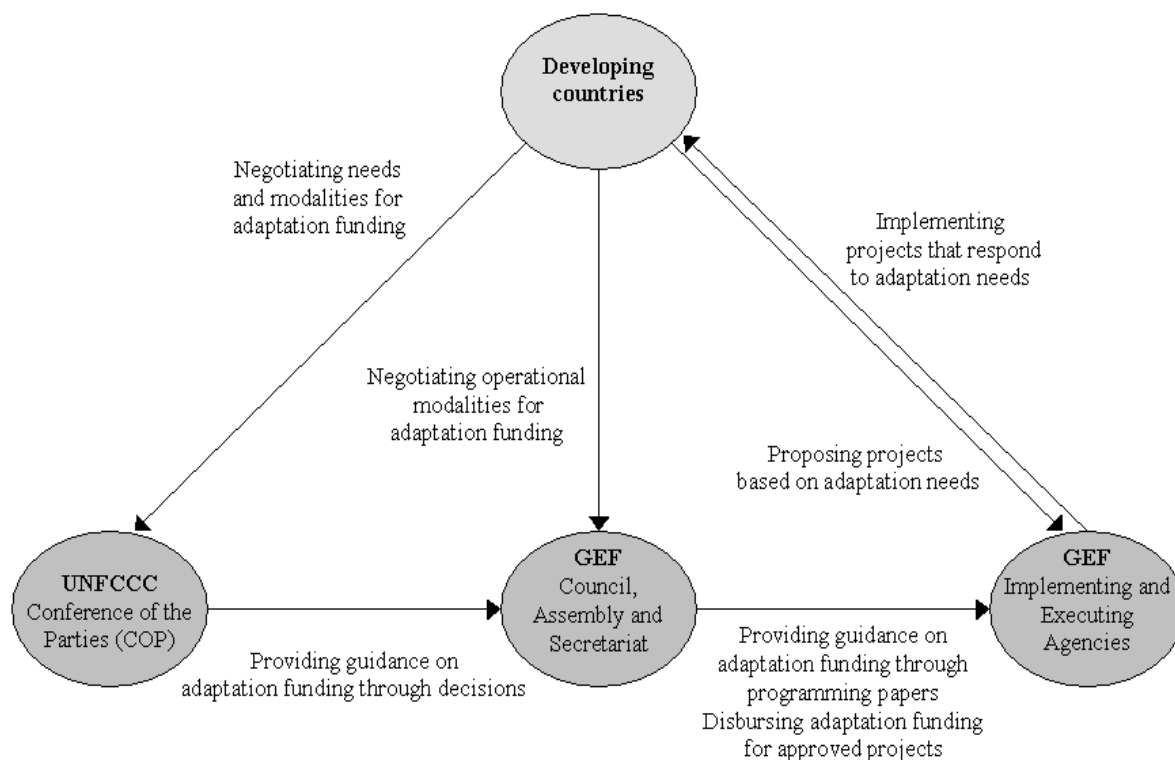 Developing
countries
Negotiating needs
and modalities for
adaptation funding
Implementing
projects that respond
to adaptation needs
Negotiating operational
modalities for
adaptation funding
Proposing projects
based on adaptation needs
UNFCCC
Conference of the
Parties (COP)
GEF
Council,
Assembly and
Secretariat
GEF
Implementing and
Executing
Agencies
Providing guidance on
adaptation funding through decisions
Providing guidance on
adaptation funding through
programming papers
Disbursing adaptation funding
for approved projects